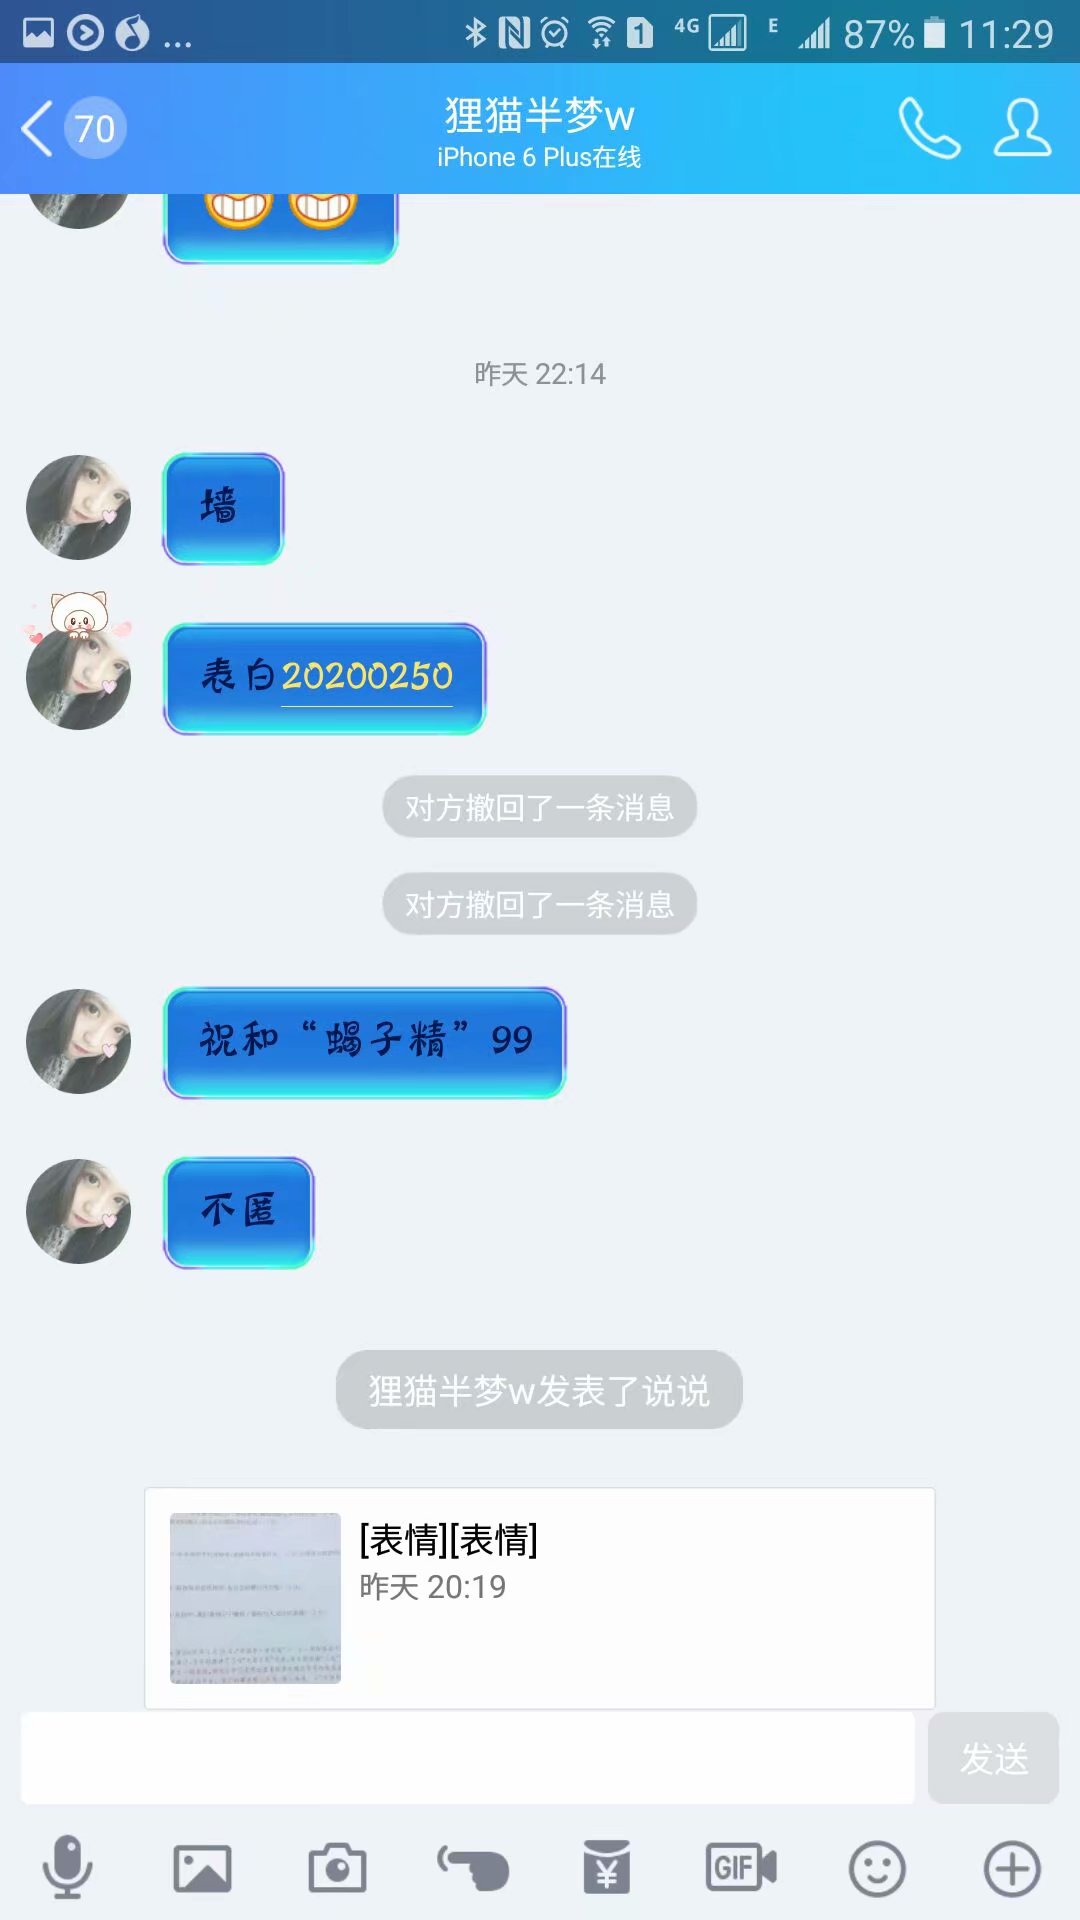 ... 1 4G E 87% 11:29
70
狸猫半梦w
iPhone 6 Plus在线
昨天 22:14
墙
表白20200250
对方撤回了一条消息
对方撤回了一条消息
祝和“蝎子精”99
不匿
狸猫半梦w发表了说说
[表情][表情]
昨天 20:19
发送
GIF